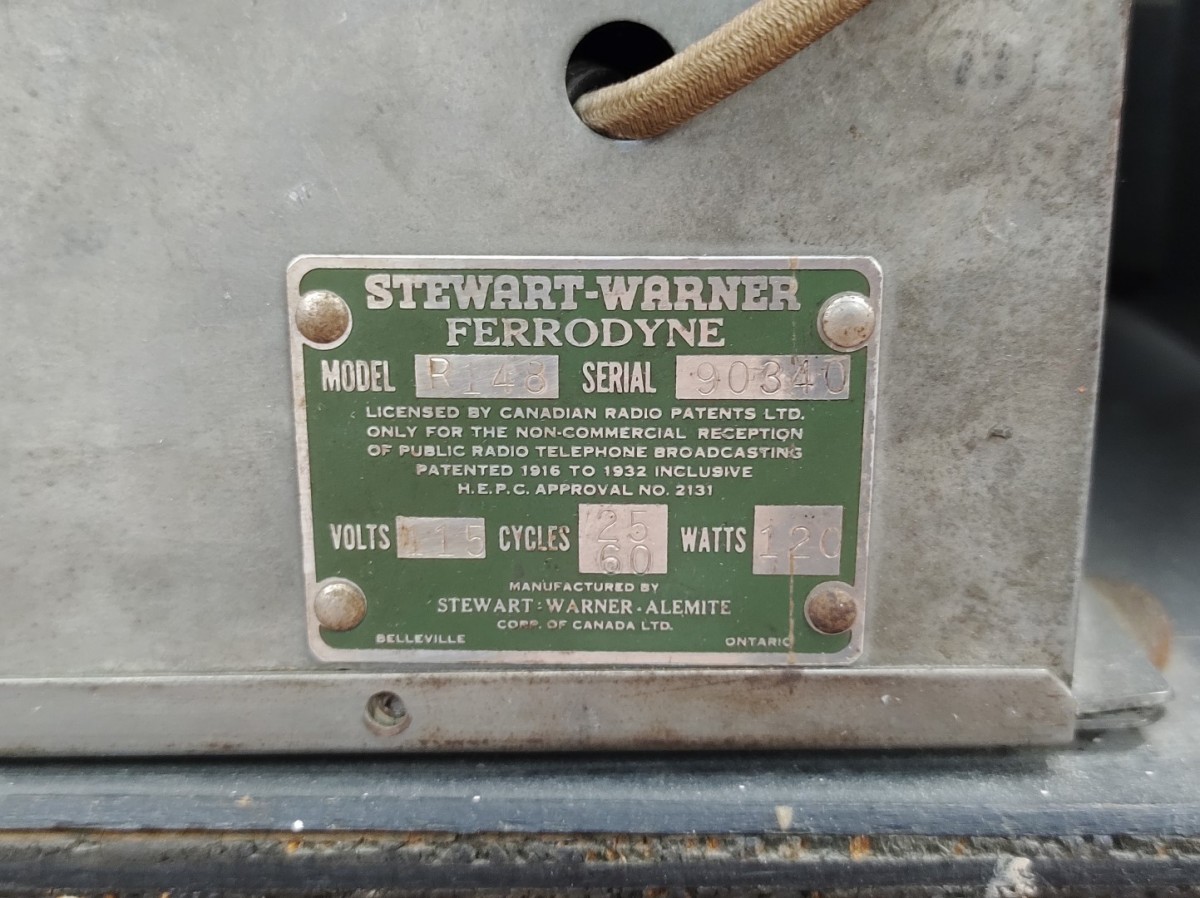 STEWART-WARNER
FERRODYNE
MODEL R148 SERIAL 90340
LICENSED BY CANADIAN RADIO PATENTS LTD.
ONLY FOR THE NON-COMMERCIAL RECEPTION
OF PUBLIC RADIO TELEPHONE BROADCASTING
PATENTED 1916 TO 1932 INCLUSIVE
H.E.P.C. APPROVAL NO. 2131
VOLTS 115 CYCLES 25 60 WATTS 120
MANUFACTURED BY
STEWART-WARNER-ALEMITE
CORP. OF CANADA LTD.
BELLEVILLE ONTARIO